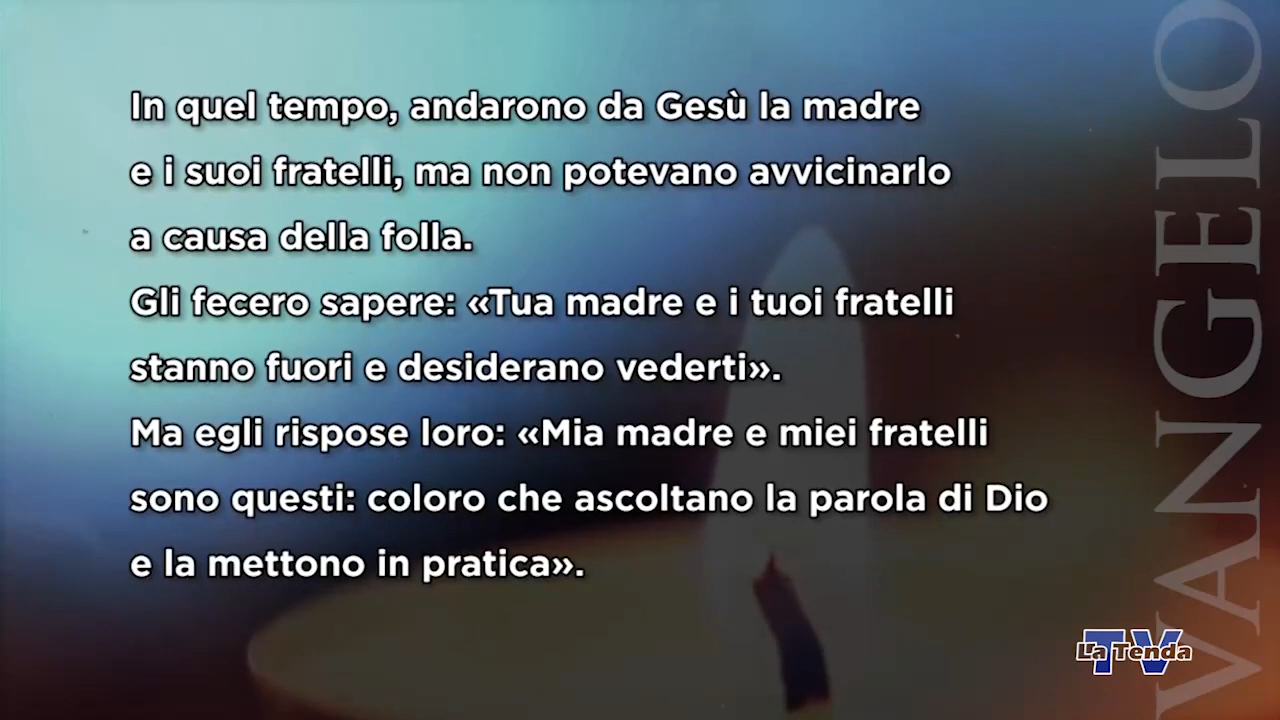 In quel tempo, andarono da Gesù la madre
e i suoi fratelli, ma non potevano avvicinarlo
a causa della folla.
Gli fecero sapere: «Tua madre e i tuoi fratelli
stanno fuori e desiderano vederti».
Ma egli rispose loro: «Mia madre e miei fratelli
sono questi: coloro che ascoltano la parola di Dio
e la mettono in pratica».
VANGELO
TV
La Tenda